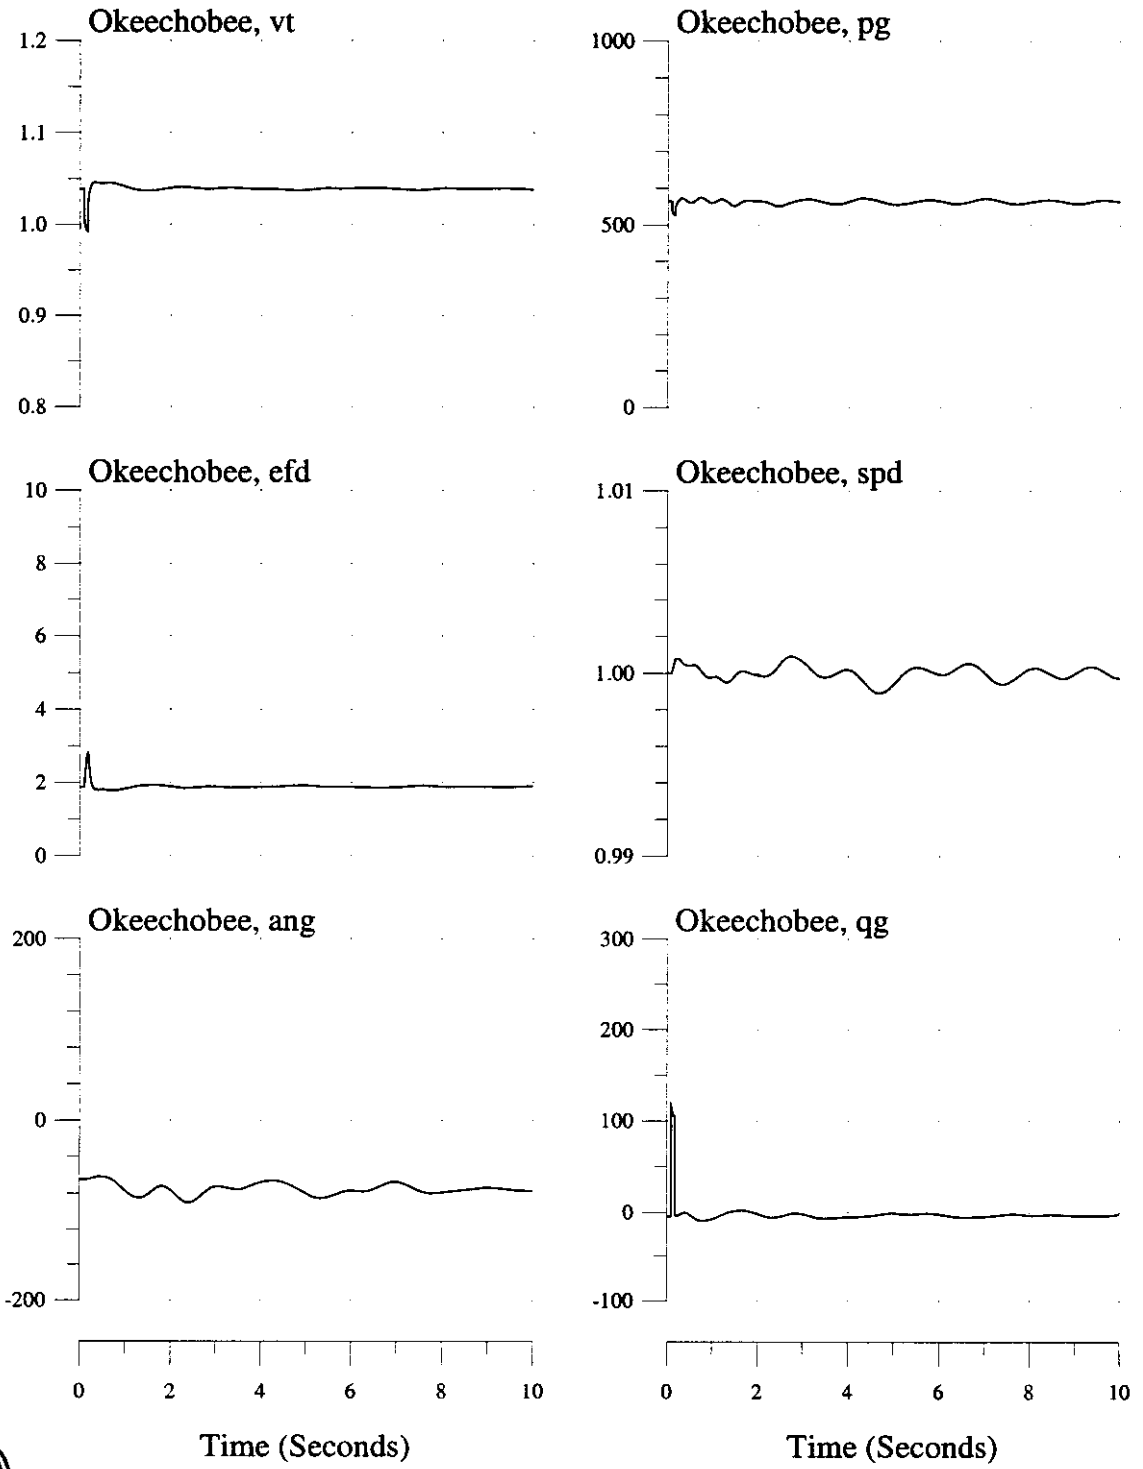 Okeechobee, vt
1.2
1.1
1.0
0.9
0.8
Okeechobee, pg
1000
500
0
Okeechobee, efd
10
8
6
4
2
0
Okeechobee, spd
1.01
1.00
0.99
Okeechobee, ang
200
0
-200
Okeechobee, qg
300
200
100
0
-100
0 2 4 6 8 10
Time (Seconds)
0 2 4 6 8 10
Time (Seconds)